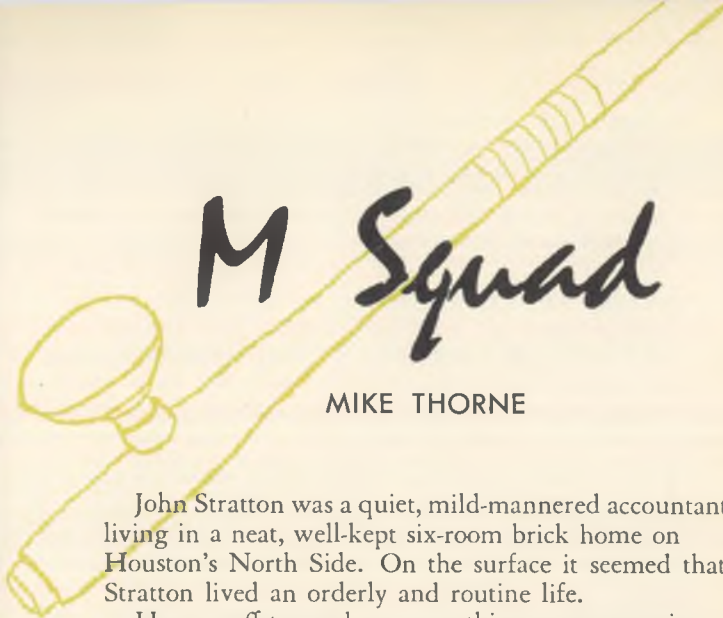 M Squad
MIKE THORNE
John Stratton was a quiet, mild-mannered accountant
living in a neat, well-kept six-room brick home on
Houston's North Side. On the surface it seemed that
Stratton lived an orderly and routine life.